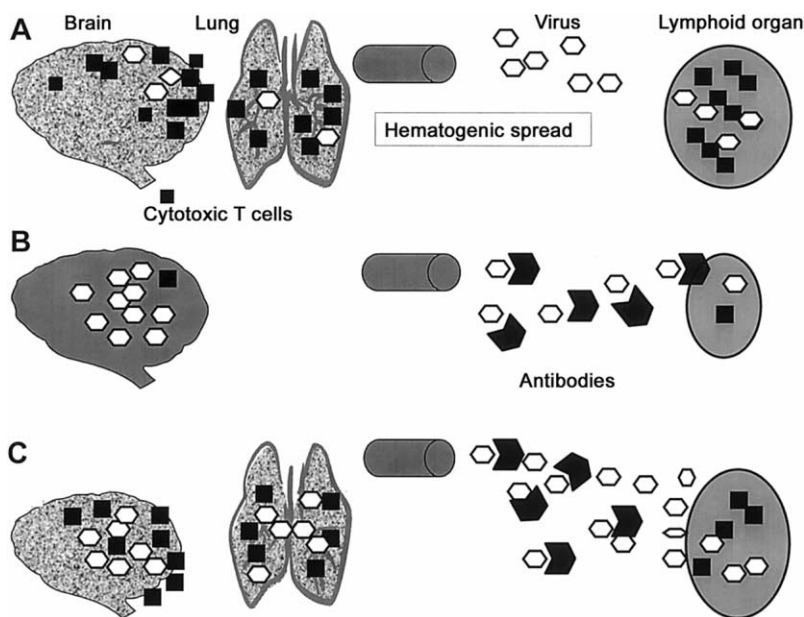 A
Brain
Lung
Virus
Lymphoid organ
Hematogenic spread
Cytotoxic T cells
B
Antibodies
C